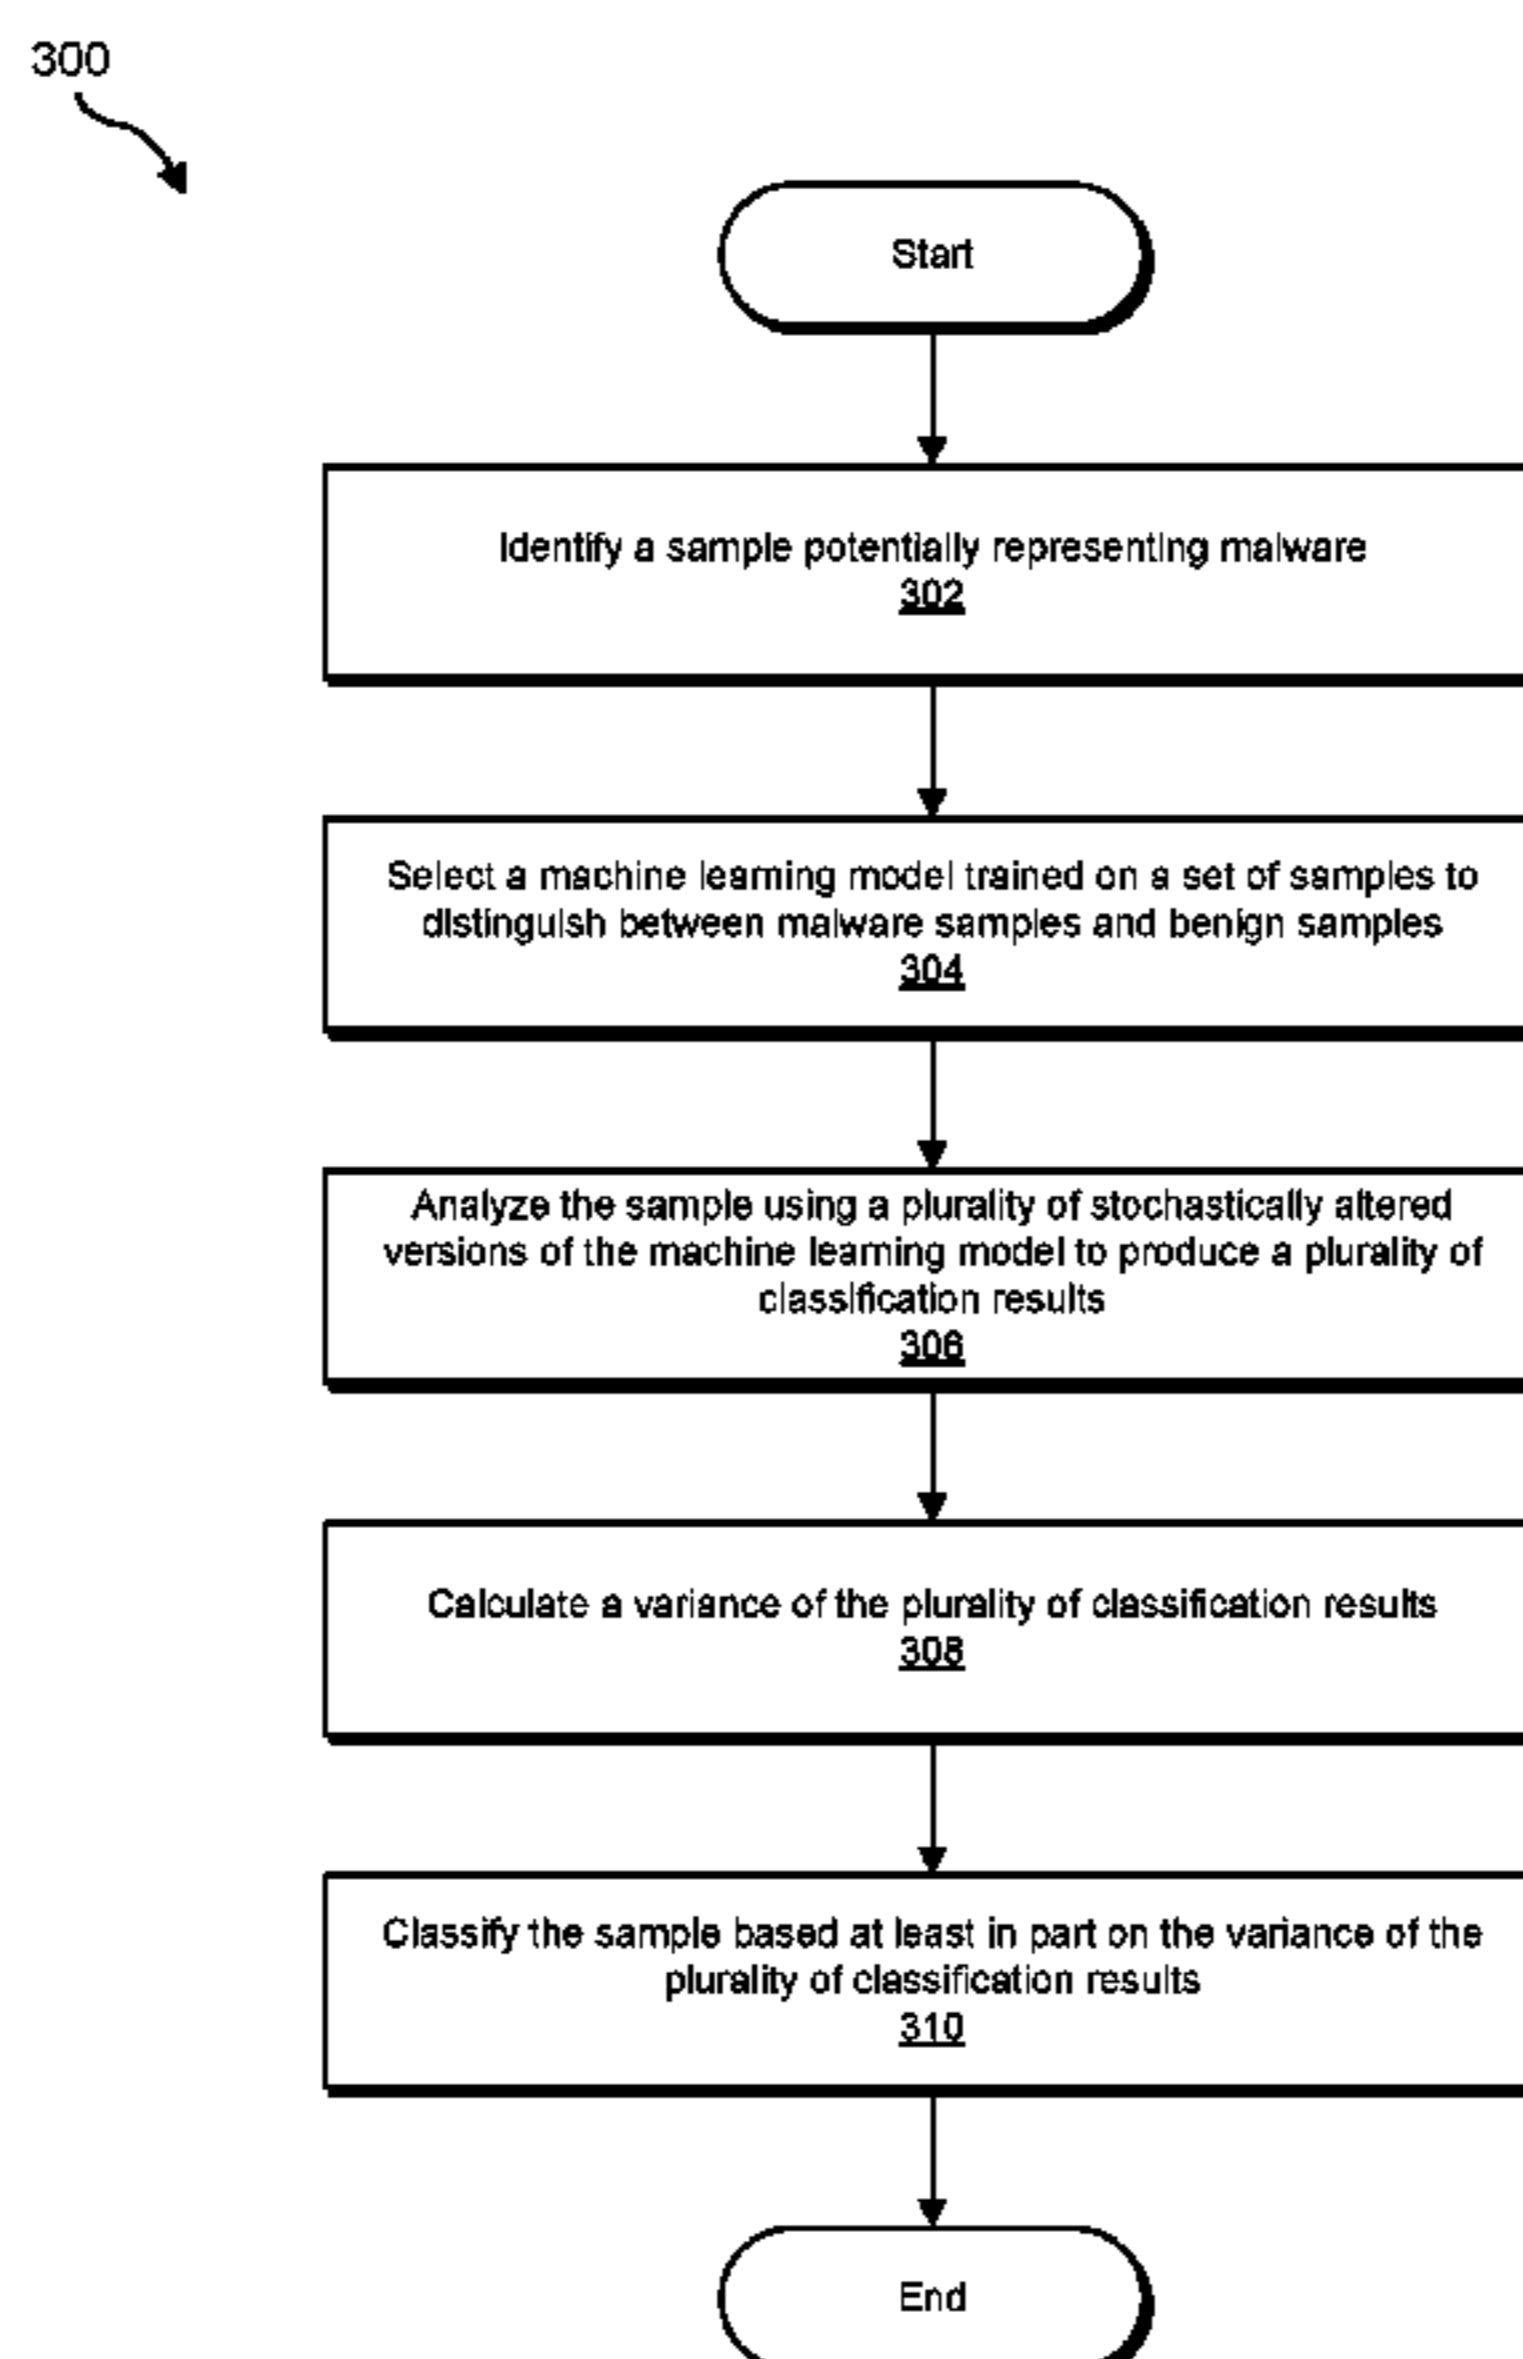 300
Start
Identify a sample potentially representing malware
302
Select a machine learning model trained on a set of samples to
distinguish between malware samples and benign samples
304
Analyze the sample using a plurality of stochastically altered
versions of the machine learning model to produce a plurality of
classification results
306
Calculate a variance of the plurality of classification results
308
Classify the sample based at least in part on the variance of the
plurality of classification results
310
End